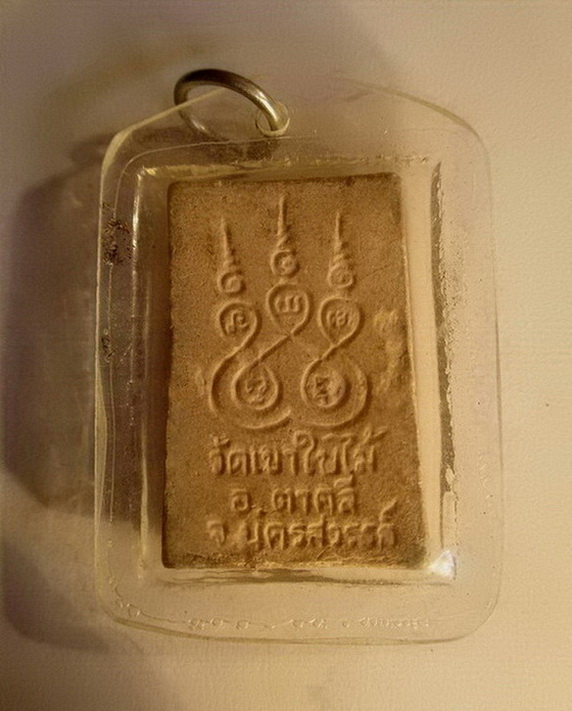 วัดเขาใบไม้
อ. ตาคลี
จ.นครสวรรค์